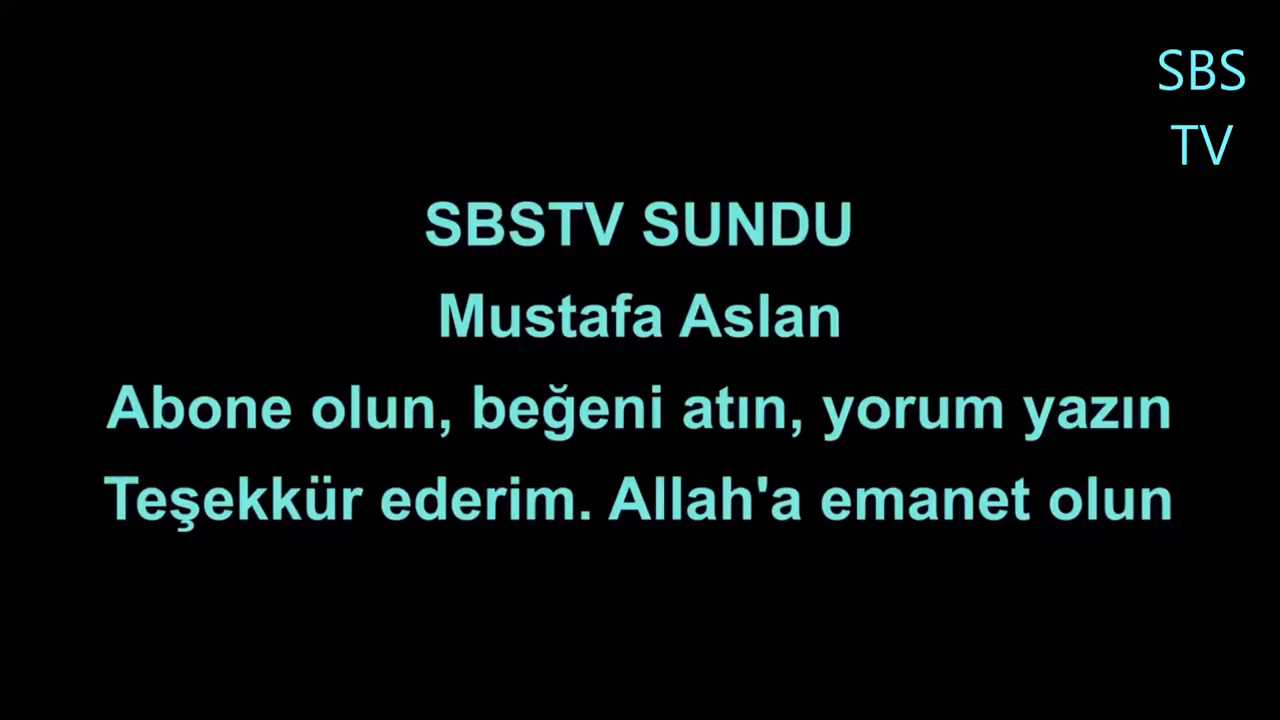 SBS
TV
SBSTV SUNDU
Mustafa Aslan
Abone olun, beğeni atın, yorum yazın
Teşekkür ederim. Allah'a emanet olun